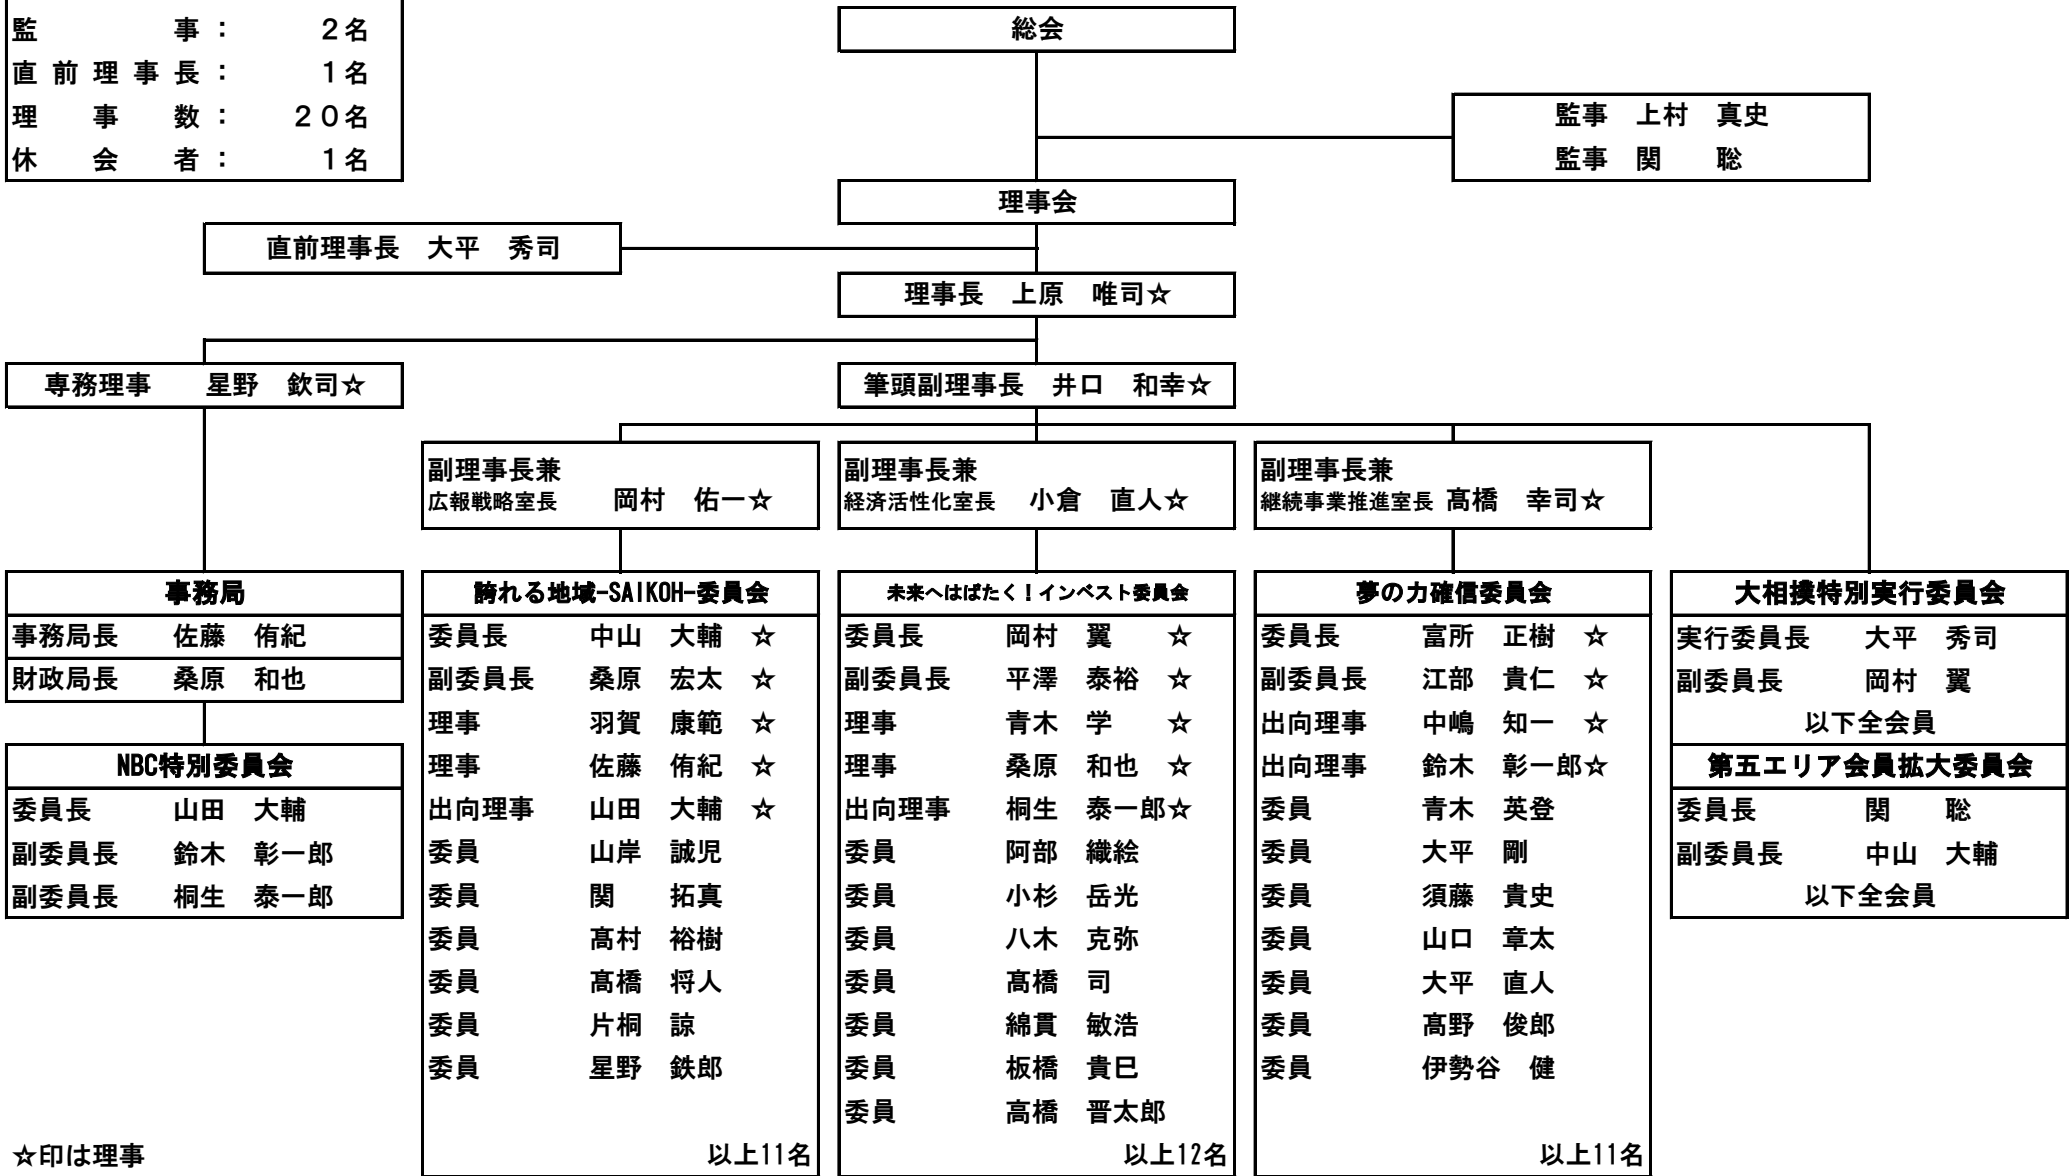 監事： 2名
直前理事長： 1名
理事数： 20名
休会者： 1名
総会
監事 上村 真史
監事 関 聡
理事会
直前理事長 大平 秀司
理事長 上原 唯司☆
専務理事 星野 欽司☆
筆頭副理事長 井口 和幸☆
副理事長兼
広報戦略室長 岡村 佑一☆
副理事長兼
経済活性化室長 小倉 直人☆
副理事長兼
継続事業推進室長 髙橋 幸司☆
事務局
事務局長 佐藤 侑紀
財政局長 桑原 和也
NBC特別委員会
委員長 山田 大輔
副委員長 鈴木 彰一郎
副委員長 桐生 泰一郎
誇れる地域-SAIKOH-委員会
委員長 中山 大輔 ☆
副委員長 桑原 宏太 ☆
理事 羽賀 康範 ☆
理事 佐藤 侑紀 ☆
出向理事 山田 大輔 ☆
委員 山岸 誠児
委員 関 拓真
委員 髙村 裕樹
委員 髙橋 将人
委員 片桐 諒
委員 星野 鉄郎
以上11名
未来へはばたく！インベスト委員会
委員長 岡村 翼 ☆
副委員長 平澤 泰裕 ☆
理事 青木 学 ☆
理事 桑原 和也 ☆
出向理事 桐生 泰一郎☆
委員 阿部 織絵
委員 小杉 岳光
委員 八木 克弥
委員 髙橋 司
委員 綿貫 敏浩
委員 板橋 貴巳
委員 高橋 晋太郎
以上12名
夢の力確信委員会
委員長 富所 正樹 ☆
副委員長 江部 貴仁 ☆
出向理事 中嶋 知一 ☆
出向理事 鈴木 彰一郎☆
委員 青木 英登
委員 大平 剛
委員 須藤 貴史
委員 山口 章太
委員 大平 直人
委員 髙野 俊郎
委員 伊勢谷 健
以上11名
大相撲特別実行委員会
実行委員長 大平 秀司
副委員長 岡村 翼
以下全会員
第五エリア会員拡大委員会
委員長 関 聡
副委員長 中山 大輔
以下全会員
☆印は理事